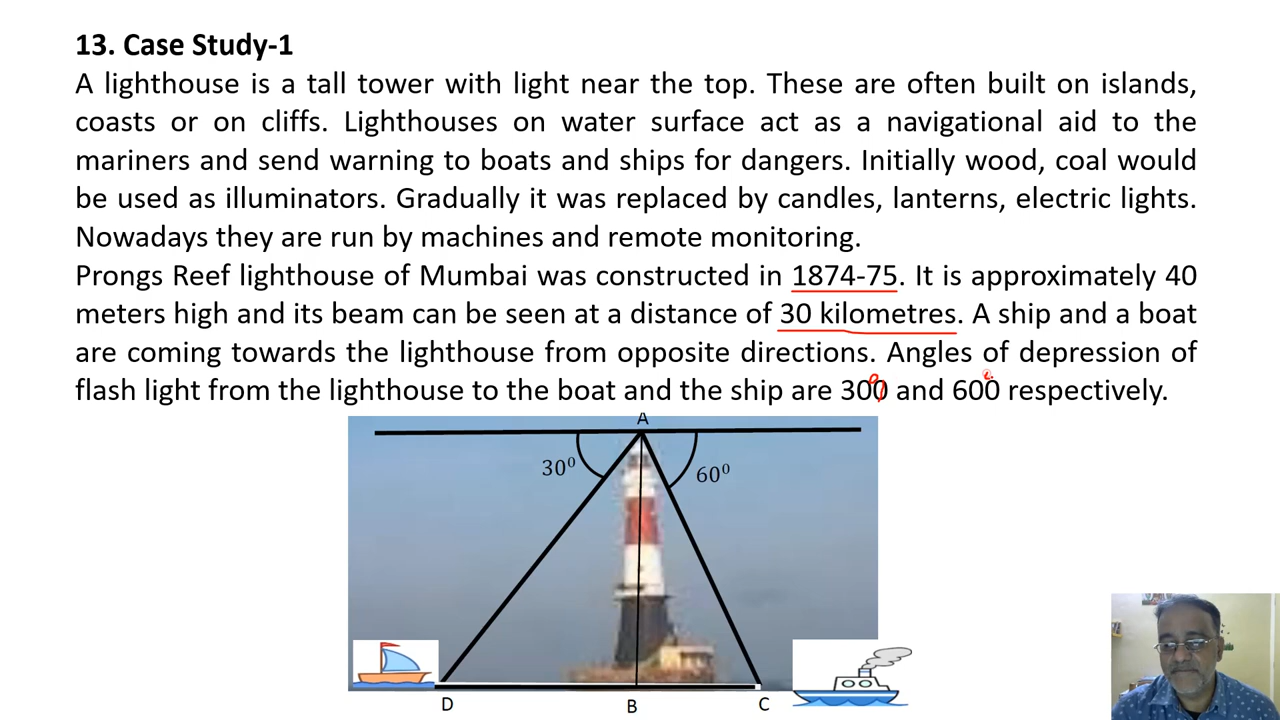 13. Case Study-1
A lighthouse is a tall tower with light near the top. These are often built on islands,
coasts or on cliffs. Lighthouses on water surface act as a navigational aid to the
mariners and send warning to boats and ships for dangers. Initially wood, coal would
be used as illuminators. Gradually it was replaced by candles, lanterns, electric lights.
Nowadays they are run by machines and remote monitoring.
Prongs Reef lighthouse of Mumbai was constructed in 1874-75. It is approximately 40
meters high and its beam can be seen at a distance of 30 kilometres. A ship and a boat
are coming towards the lighthouse from opposite directions. Angles of depression of
flash light from the lighthouse to the boat and the ship are 300 and 600 respectively.
A
30⁰ 60⁰
D B C